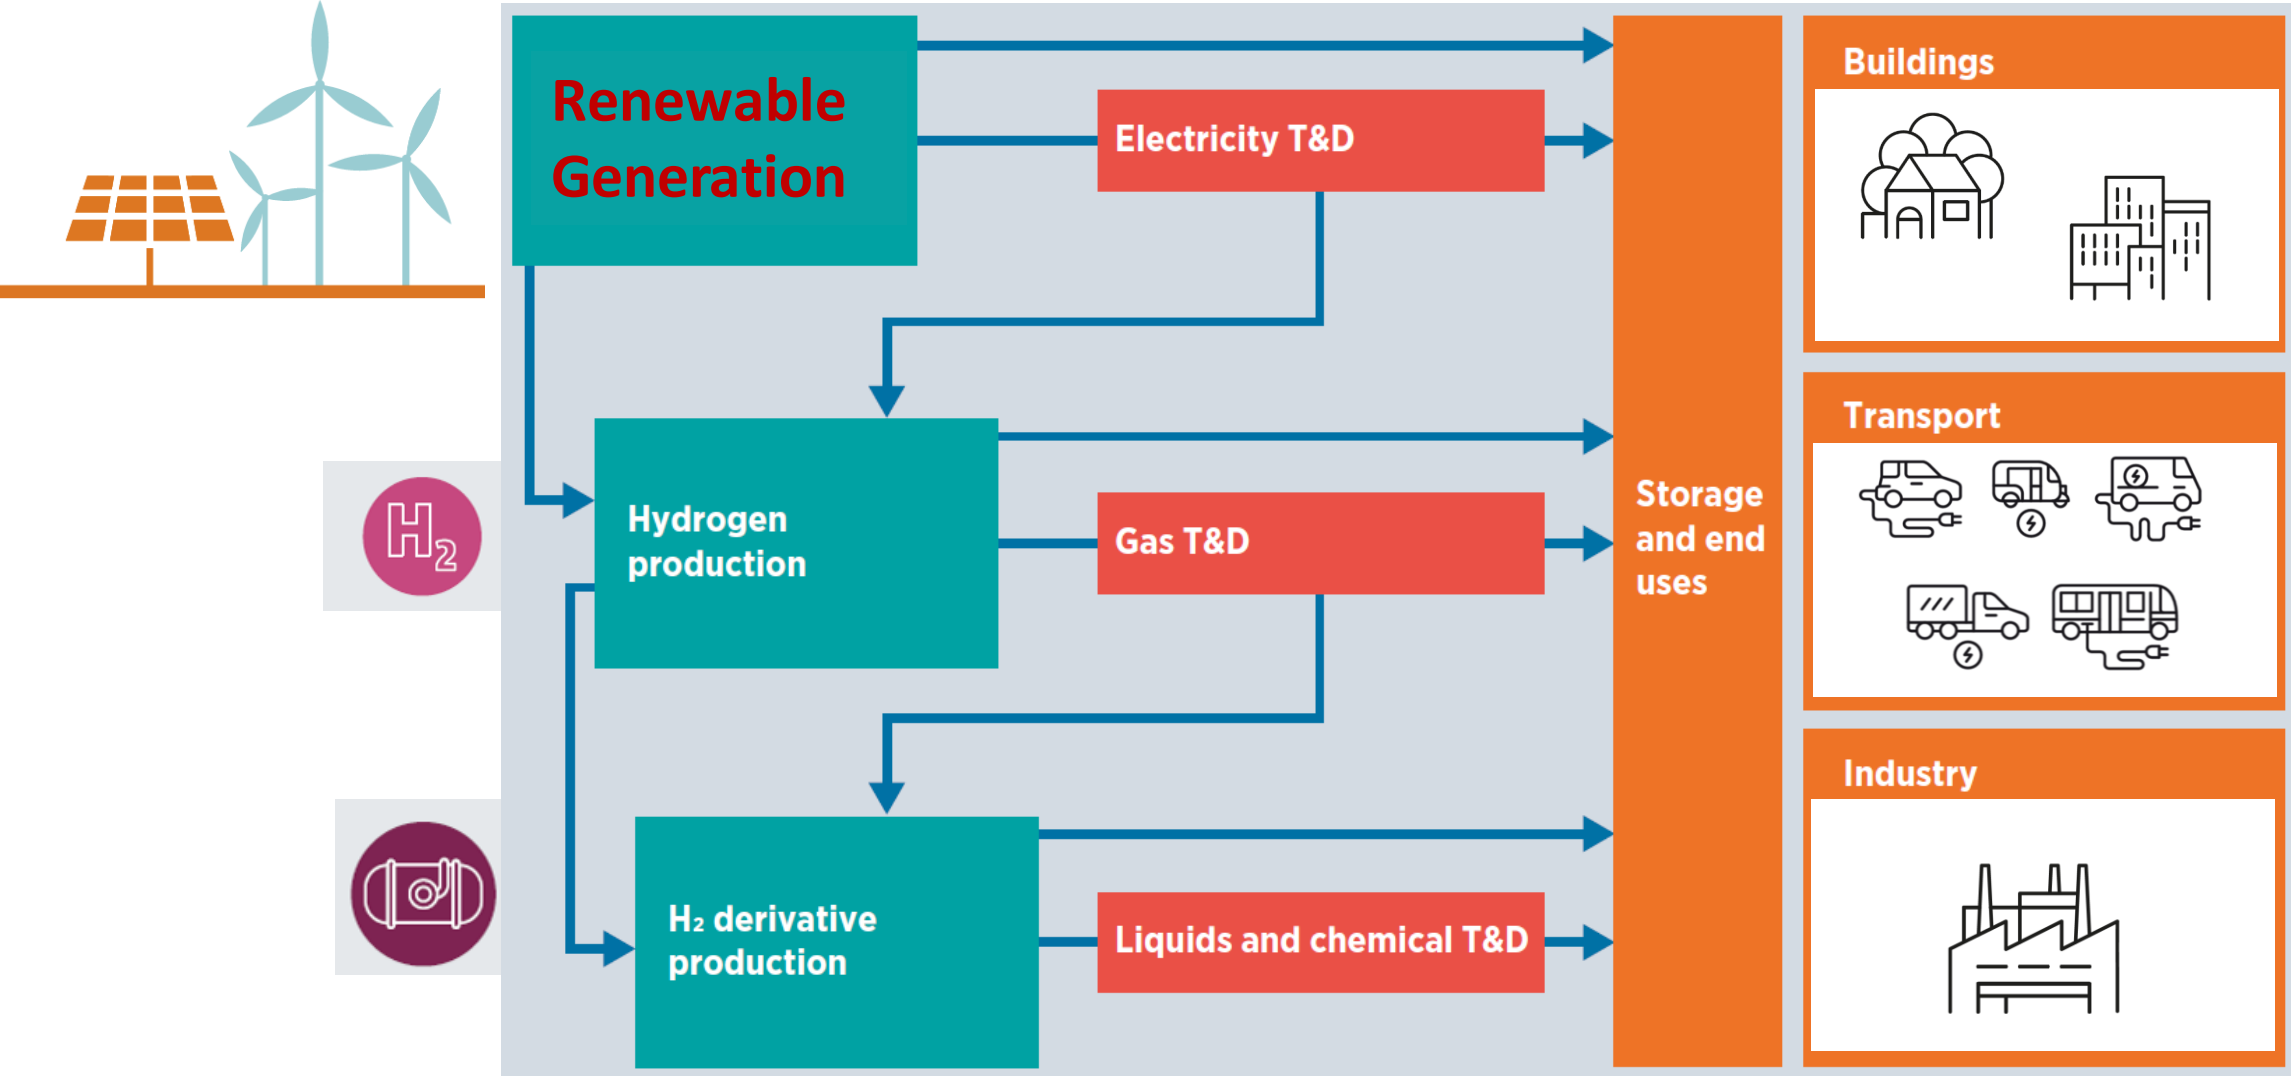 Renewable
Generation
Electricity T&D
Buildings
Transport
H2
Hydrogen
production
Gas T&D
Storage
and end
uses
Industry
H₂ derivative
production
Liquids and chemical T&D